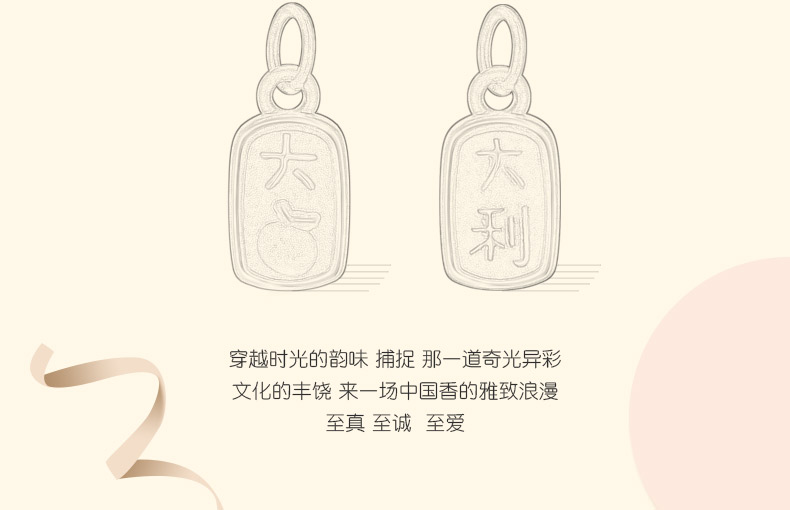 大
大
利
穿越时光的韵味 捕捉 那一道奇光异彩
文化的丰饶 来一场中国香的雅致浪漫
至真 至诚 至爱